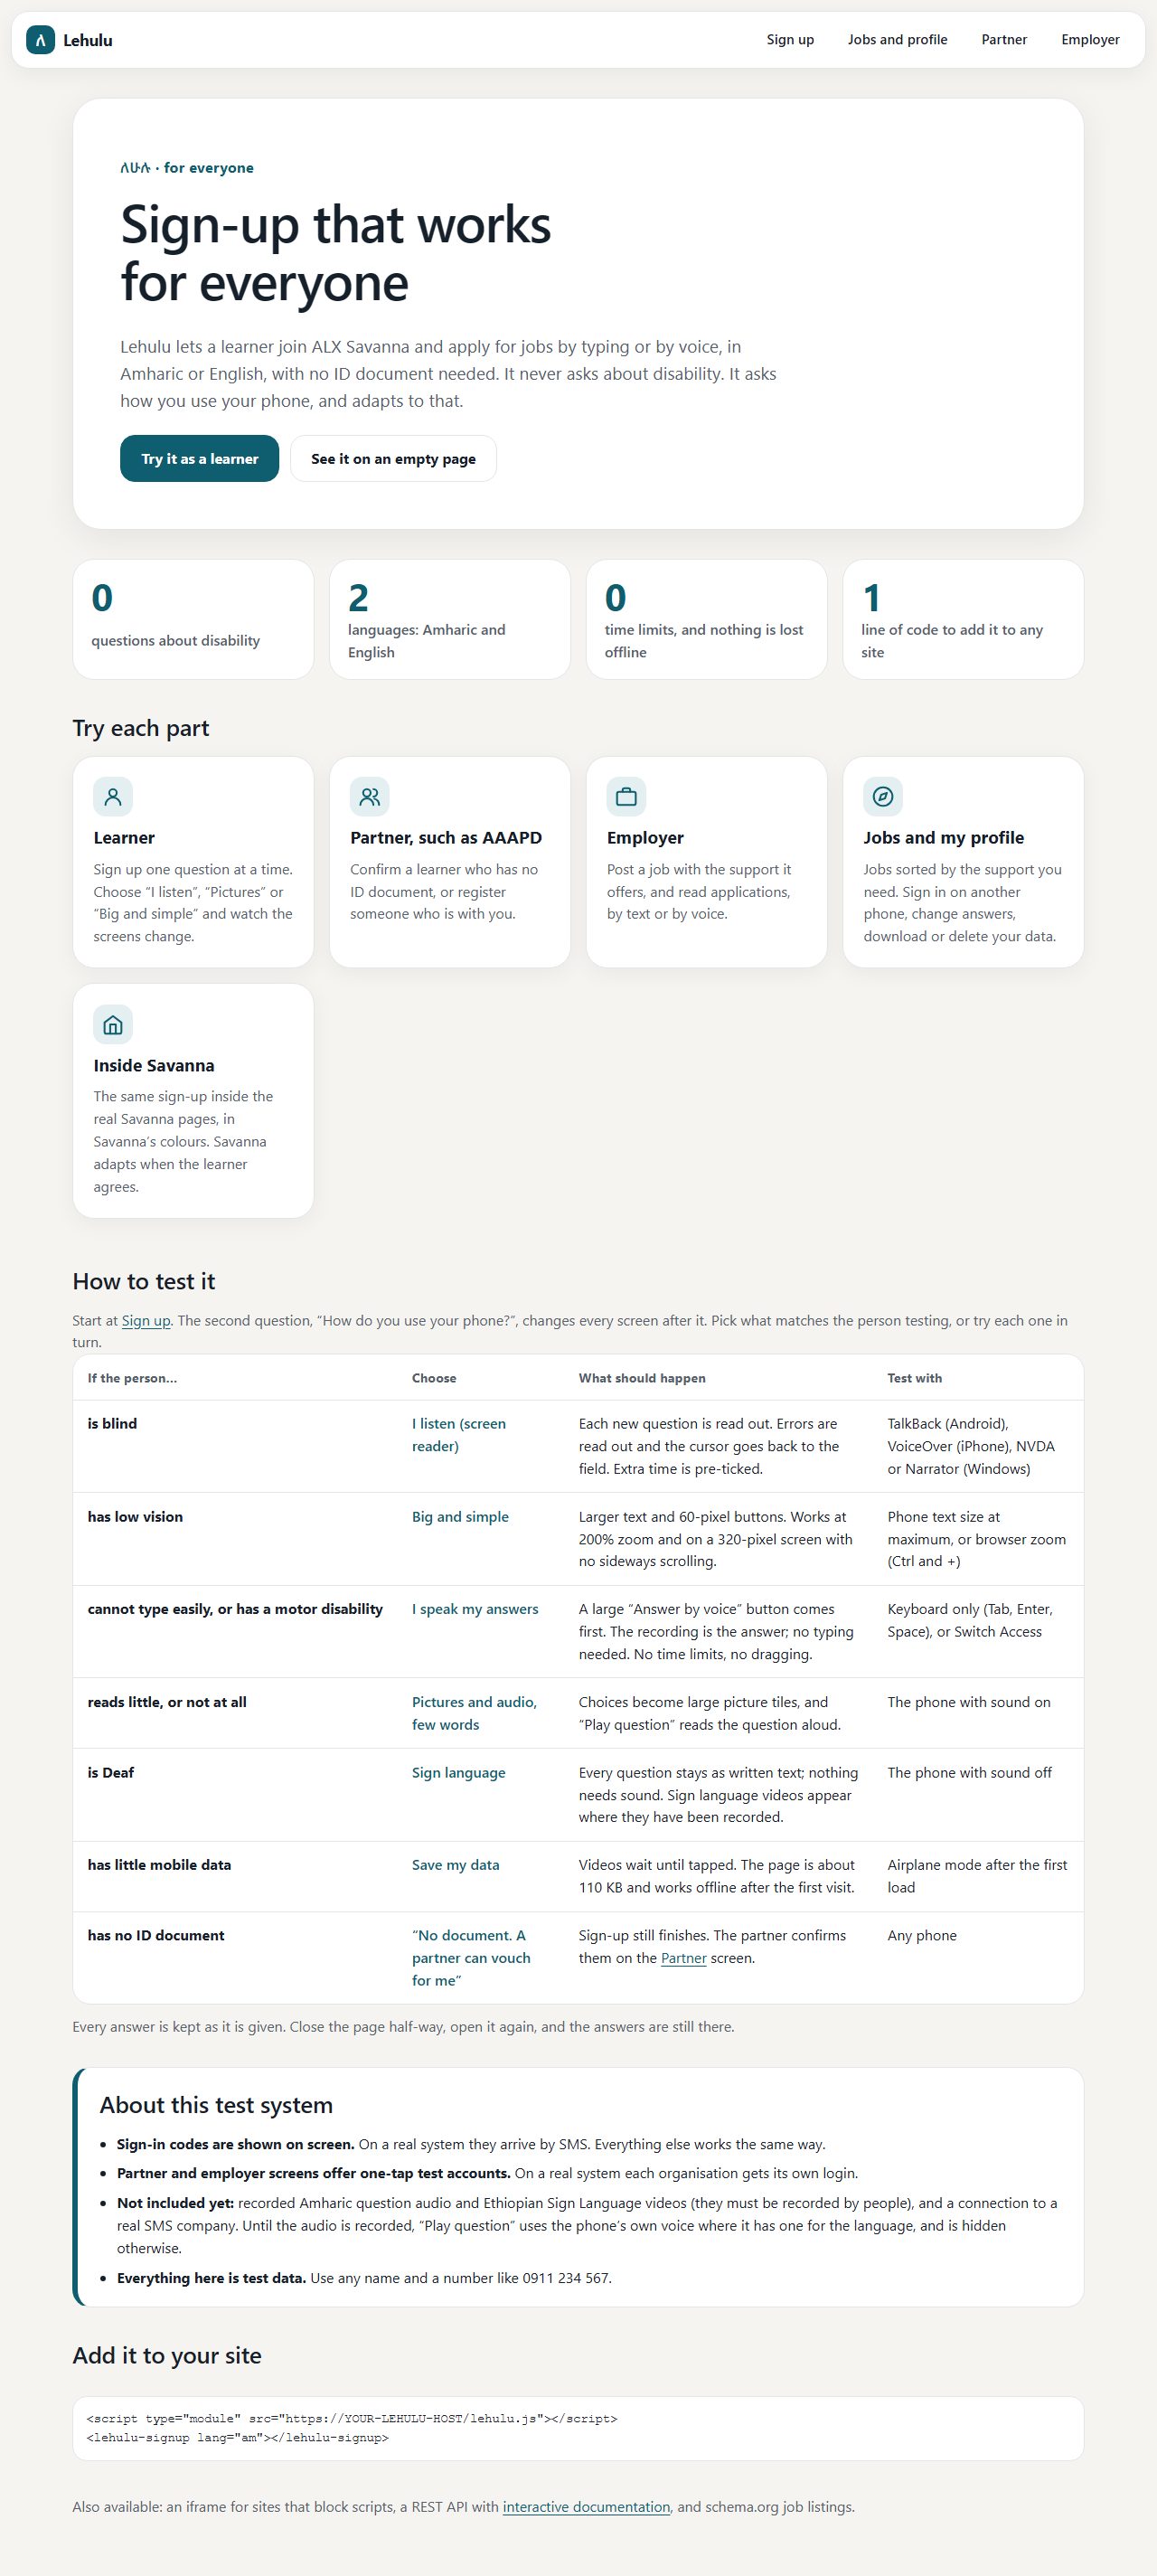 ለ Lehulu
Sign up
Jobs and profile
Partner
Employer
ለሁሉ · for everyone
Sign-up that works
for everyone
Lehulu lets a learner join ALX Savanna and apply for jobs by typing or by voice, in
Amharic or English, with no ID document needed. It never asks about disability. It asks
how you use your phone, and adapts to that.
Try it as a learner
See it on an empty page
0
questions about disability
2
languages: Amharic and
English
0
time limits, and nothing is lost
offline
1
line of code to add it to any
site
Try each part
Learner
Sign up one question at a time.
Choose “I listen”, “Pictures” or
“Big and simple” and watch the
screens change.
Partner, such as AAAPD
Confirm a learner who has no
ID document, or register
someone who is with you.
Employer
Post a job with the support it
offers, and read applications,
by text or by voice.
Jobs and my profile
Jobs sorted by the support you
need. Sign in on another
phone, change answers,
download or delete your data.
Inside Savanna
The same sign-up inside the
real Savanna pages, in
Savanna’s colours. Savanna
adapts when the learner
agrees.
How to test it
Start at Sign up. The second question, “How do you use your phone?”, changes every screen after it. Pick what matches the person testing, or try each one in
turn.
If the person…
Choose
What should happen
Test with
is blind
I listen (screen
reader)
Each new question is read out. Errors are
read out and the cursor goes back to the
field. Extra time is pre-ticked.
TalkBack (Android),
VoiceOver (iPhone), NVDA
or Narrator (Windows)
has low vision
Big and simple
Larger text and 60-pixel buttons. Works at
200% zoom and on a 320-pixel screen with
no sideways scrolling.
Phone text size at
maximum, or browser zoom
(Ctrl and +)
cannot type easily, or has a motor disability
I speak my answers
A large “Answer by voice” button comes
first. The recording is the answer; no typing
needed. No time limits, no dragging.
Keyboard only (Tab, Enter,
Space), or Switch Access
reads little, or not at all
Pictures and audio,
few words
Choices become large picture tiles, and
“Play question” reads the question aloud.
The phone with sound on
is Deaf
Sign language
Every question stays as written text; nothing
needs sound. Sign language videos appear
where they have been recorded.
The phone with sound off
has little mobile data
Save my data
Videos wait until tapped. The page is about
110 KB and works offline after the first visit.
Airplane mode after the first
load
has no ID document
“No document. A
partner can vouch
for me”
Sign-up still finishes. The partner confirms
them on the Partner screen.
Any phone
Every answer is kept as it is given. Close the page half-way, open it again, and the answers are still there.
About this test system
• Sign-in codes are shown on screen. On a real system they arrive by SMS. Everything else works the same way.
• Partner and employer screens offer one-tap test accounts. On a real system each organisation gets its own login.
• Not included yet: recorded Amharic question audio and Ethiopian Sign Language videos (they must be recorded by people), and a connection to a
real SMS company. Until the audio is recorded, “Play question” uses the phone’s own voice where it has one for the language, and is hidden
otherwise.
• Everything here is test data. Use any name and a number like 0911 234 567.
Add it to your site
<script type="module" src="https://YOUR-LEHULU-HOST/lehulu.js"></script>
<lehulu-signup lang="am"></lehulu-signup>
Also available: an iframe for sites that block scripts, a REST API with interactive documentation, and schema.org job listings.